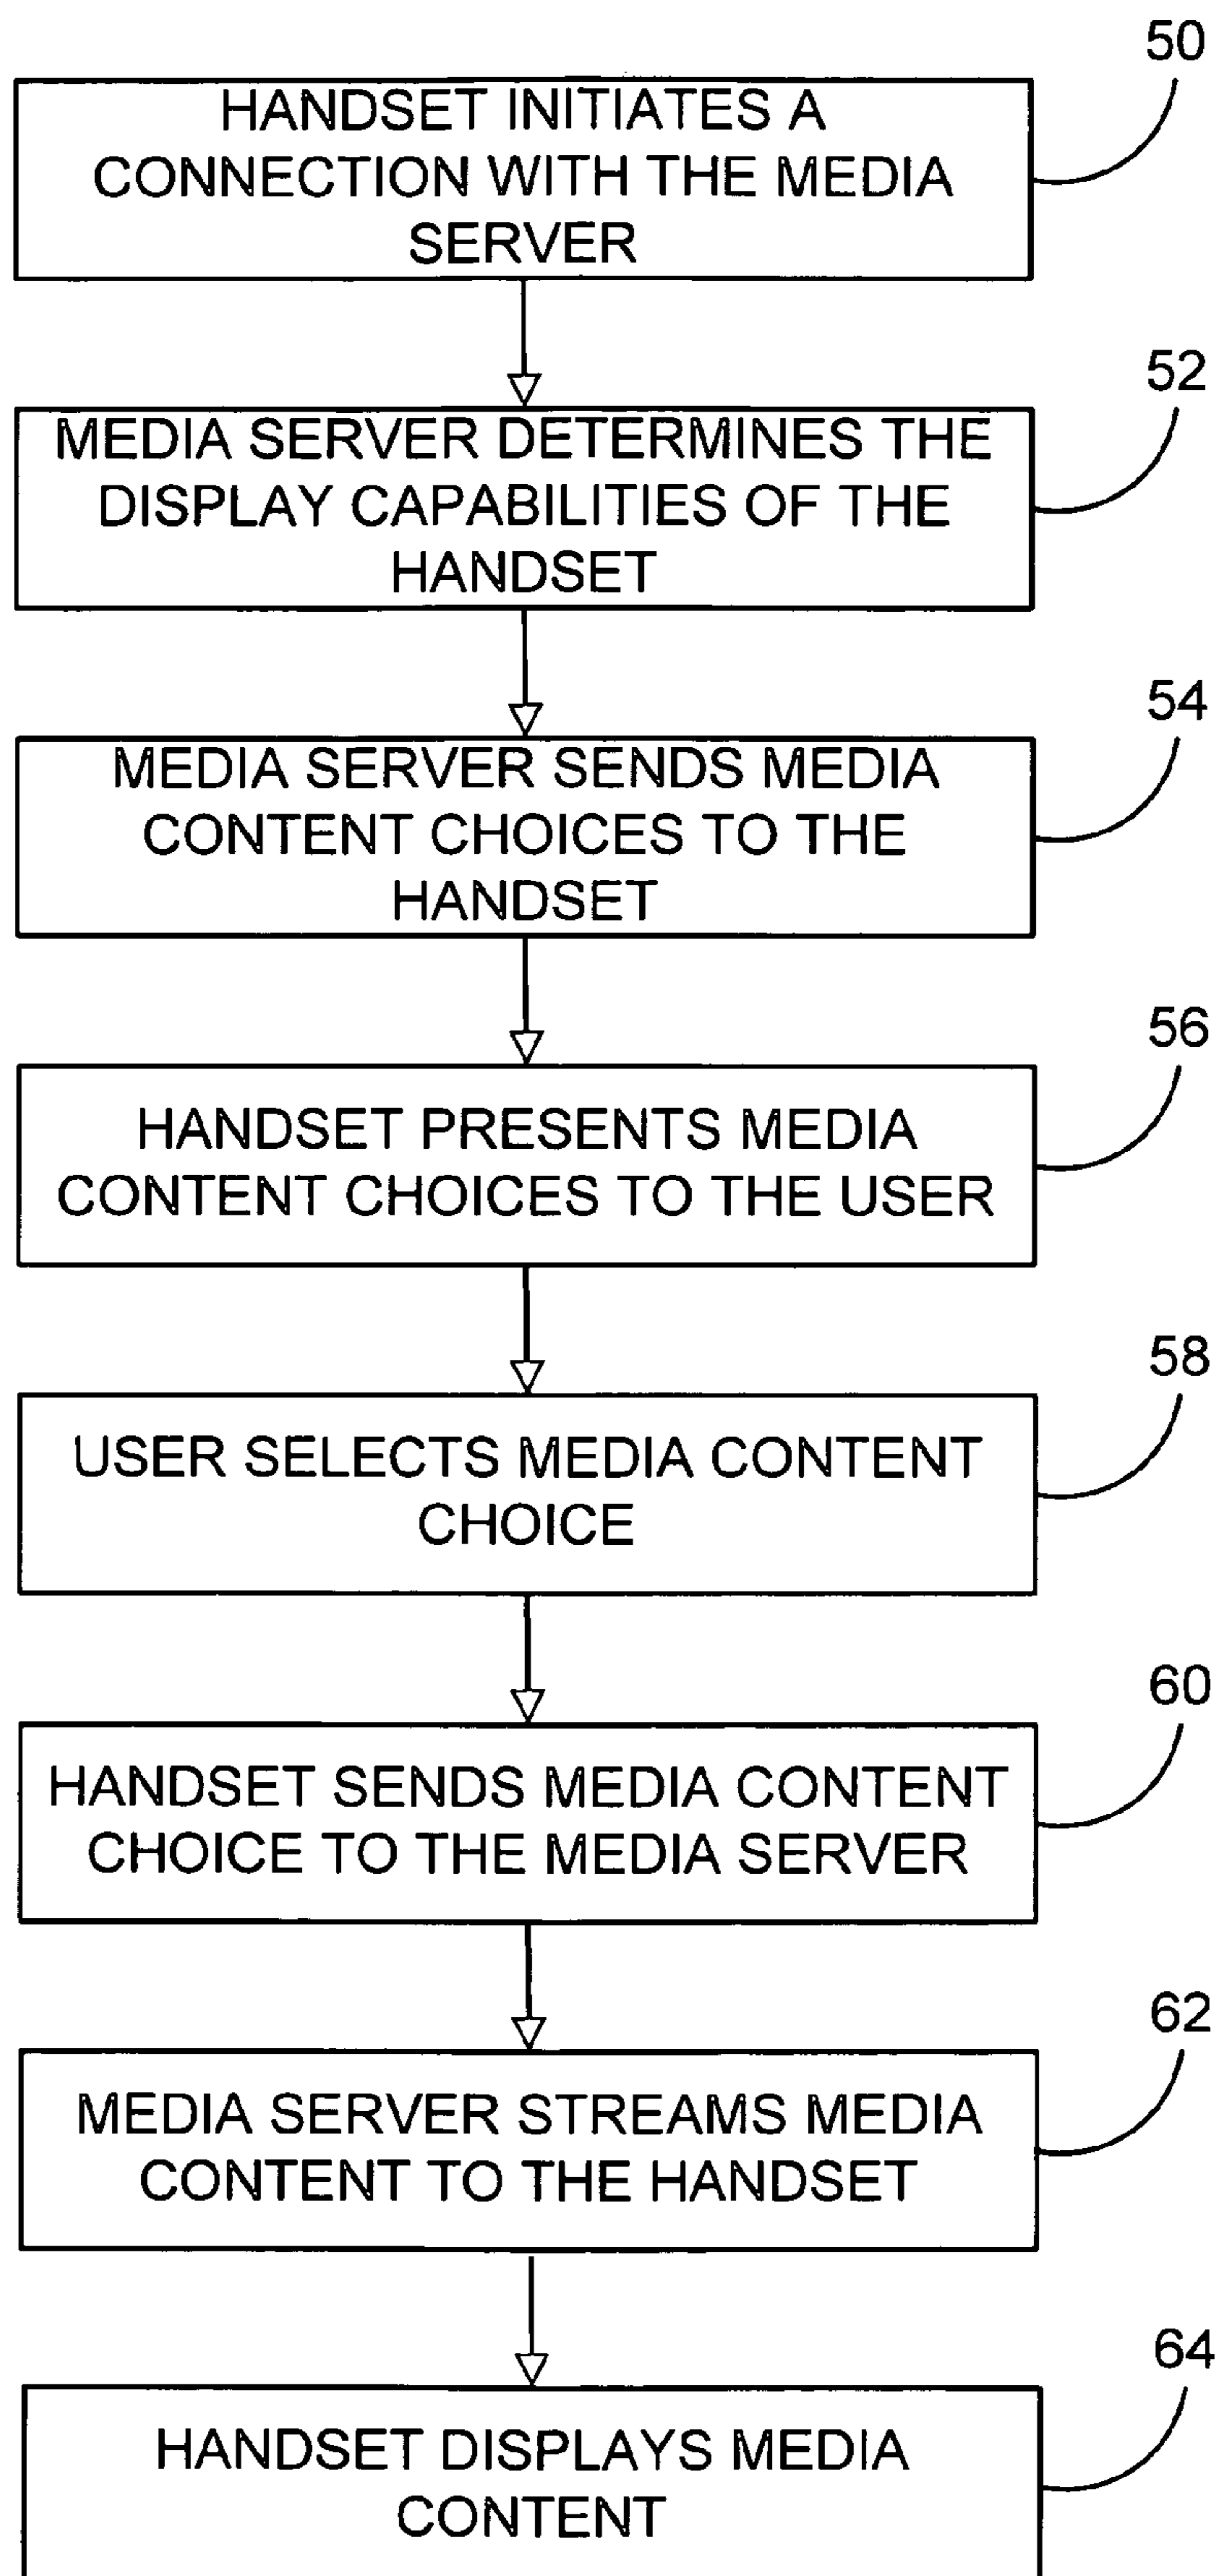 50
HANDSET INITIATES A
CONNECTION WITH THE MEDIA
SERVER
52
MEDIA SERVER DETERMINES THE
DISPLAY CAPABILITIES OF THE
HANDSET
54
MEDIA SERVER SENDS MEDIA
CONTENT CHOICES TO THE
HANDSET
56
HANDSET PRESENTS MEDIA
CONTENT CHOICES TO THE USER
58
USER SELECTS MEDIA CONTENT
CHOICE
60
HANDSET SENDS MEDIA CONTENT
CHOICE TO THE MEDIA SERVER
62
MEDIA SERVER STREAMS MEDIA
CONTENT TO THE HANDSET
64
HANDSET DISPLAYS MEDIA
CONTENT